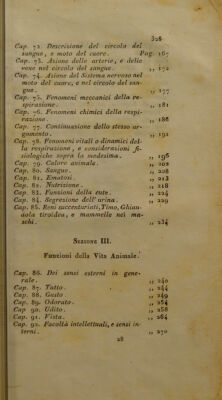 328
Cap. 72. Descrizione del circolo del
sangue, e moto del cuore. Pag. 167
Cap. 73. Azione delle arterie, e delle
vene nel circolo del sangue. ,, 172
Cap. 74. Azione del Sistema nervoso nel
moto del cuore, e nel circolo del san-
gue. ,, 177
Cap. 75. Fenomeni meccanici della re-
spirazione. ,, 181
Cap. 76. Fenomeni chimici della respi-
razione. ,, 188
Cap. 77. Continuazione dello stesso ar-
gomento. ,, 191
Cap. 78. Fenomeni vitali o dinamici del-
la respirazione, e considerazioni fi-
siologiche sopra la medesima. ,, 196
Cap. 79. Calore animale. ,, 202
Cap. 80. Sangue. ,, 208
Cap. 81. Ematosi. ,, 218
Cap. 82. Nutrizione. ,, 218
Cap. 83. Funzioni della cute. ,, 224
Cap. 84. Segrezione dell'urina. ,, 229
Cap. 85. Reni succenturiati, Timo, Ghian-
dola tiroidea, e mammelle nei ma-
schi. ,, 234
Sezione III.
Funzioni della Vita Animale.
Cap. 86. Dei sensi esterni in gene-
rale. ,, 240
Cap. 87. Tatto. ,, 244
Cap. 88. Gusto ,, 249
Cap. 89. Odorato. ,, 254
Cap. 90. Udito. ,, 258
Cap. 91. Vista. ,, 264
Cap. 92. Facoltà intellettuali, e sensi in-
terni. ,, 270
28